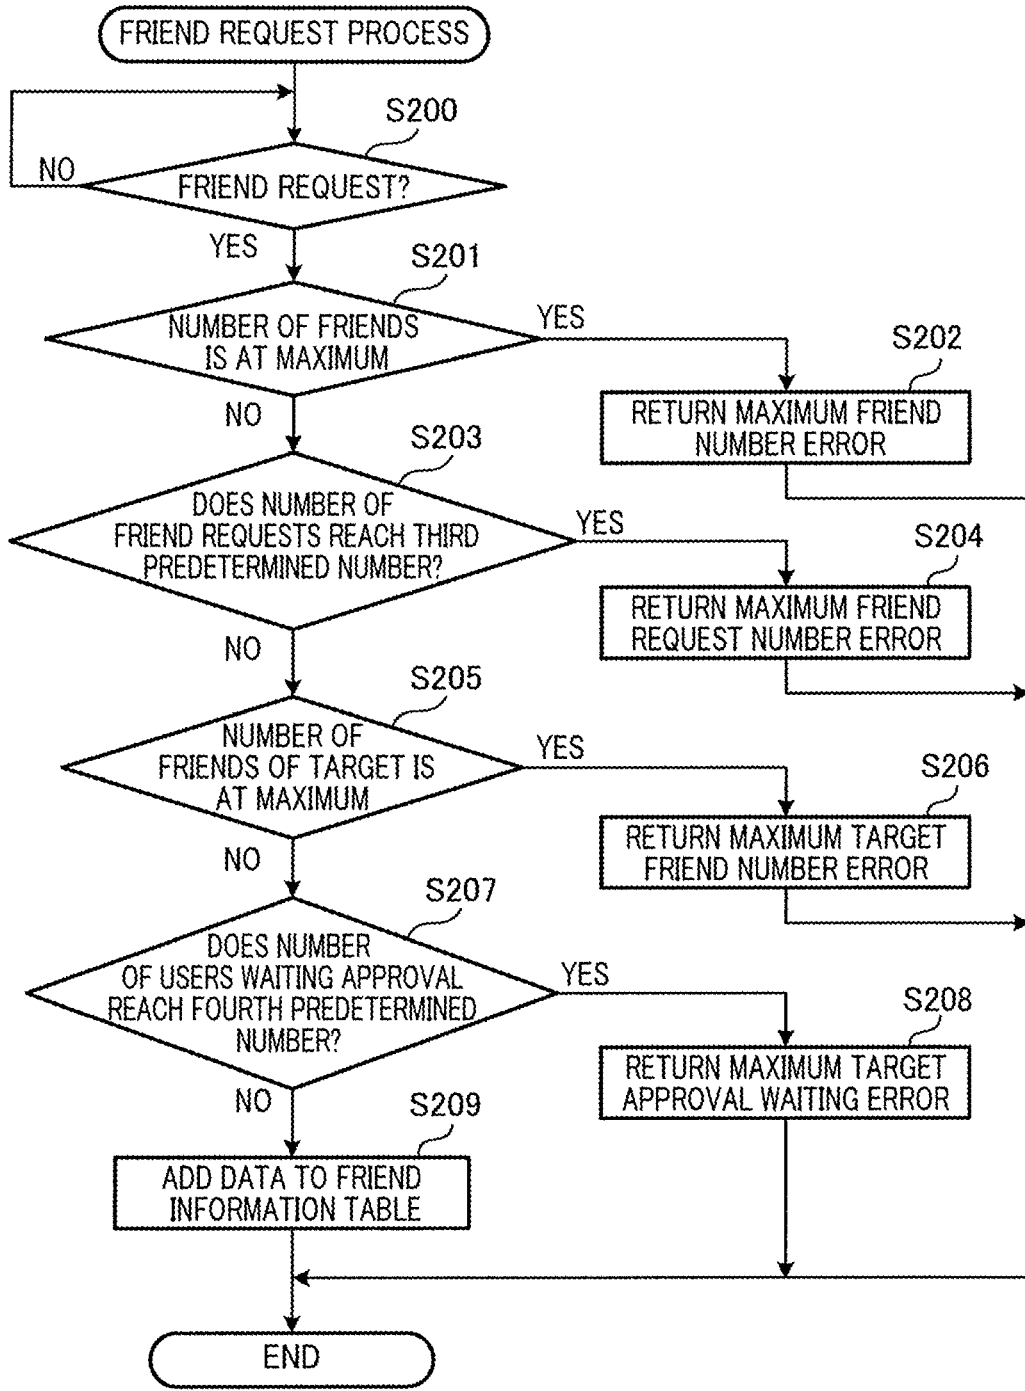 FRIEND REQUEST PROCESS
S200
NO
FRIEND REQUEST?
YES
S201
NUMBER OF FRIENDS
IS AT MAXIMUM
YES
S202
RETURN MAXIMUM FRIEND
NUMBER ERROR
NO
S203
DOES NUMBER OF
FRIEND REQUESTS REACH THIRD
PREDETERMINED NUMBER?
YES
S204
RETURN MAXIMUM FRIEND
REQUEST NUMBER ERROR
NO
S205
NUMBER OF
FRIENDS OF TARGET IS
AT MAXIMUM
YES
S206
RETURN MAXIMUM TARGET
FRIEND NUMBER ERROR
NO
S207
DOES NUMBER
OF USERS WAITING APPROVAL
REACH FOURTH PREDETERMINED
NUMBER?
YES
S208
RETURN MAXIMUM TARGET
APPROVAL WAITING ERROR
NO
S209
ADD DATA TO FRIEND
INFORMATION TABLE
END